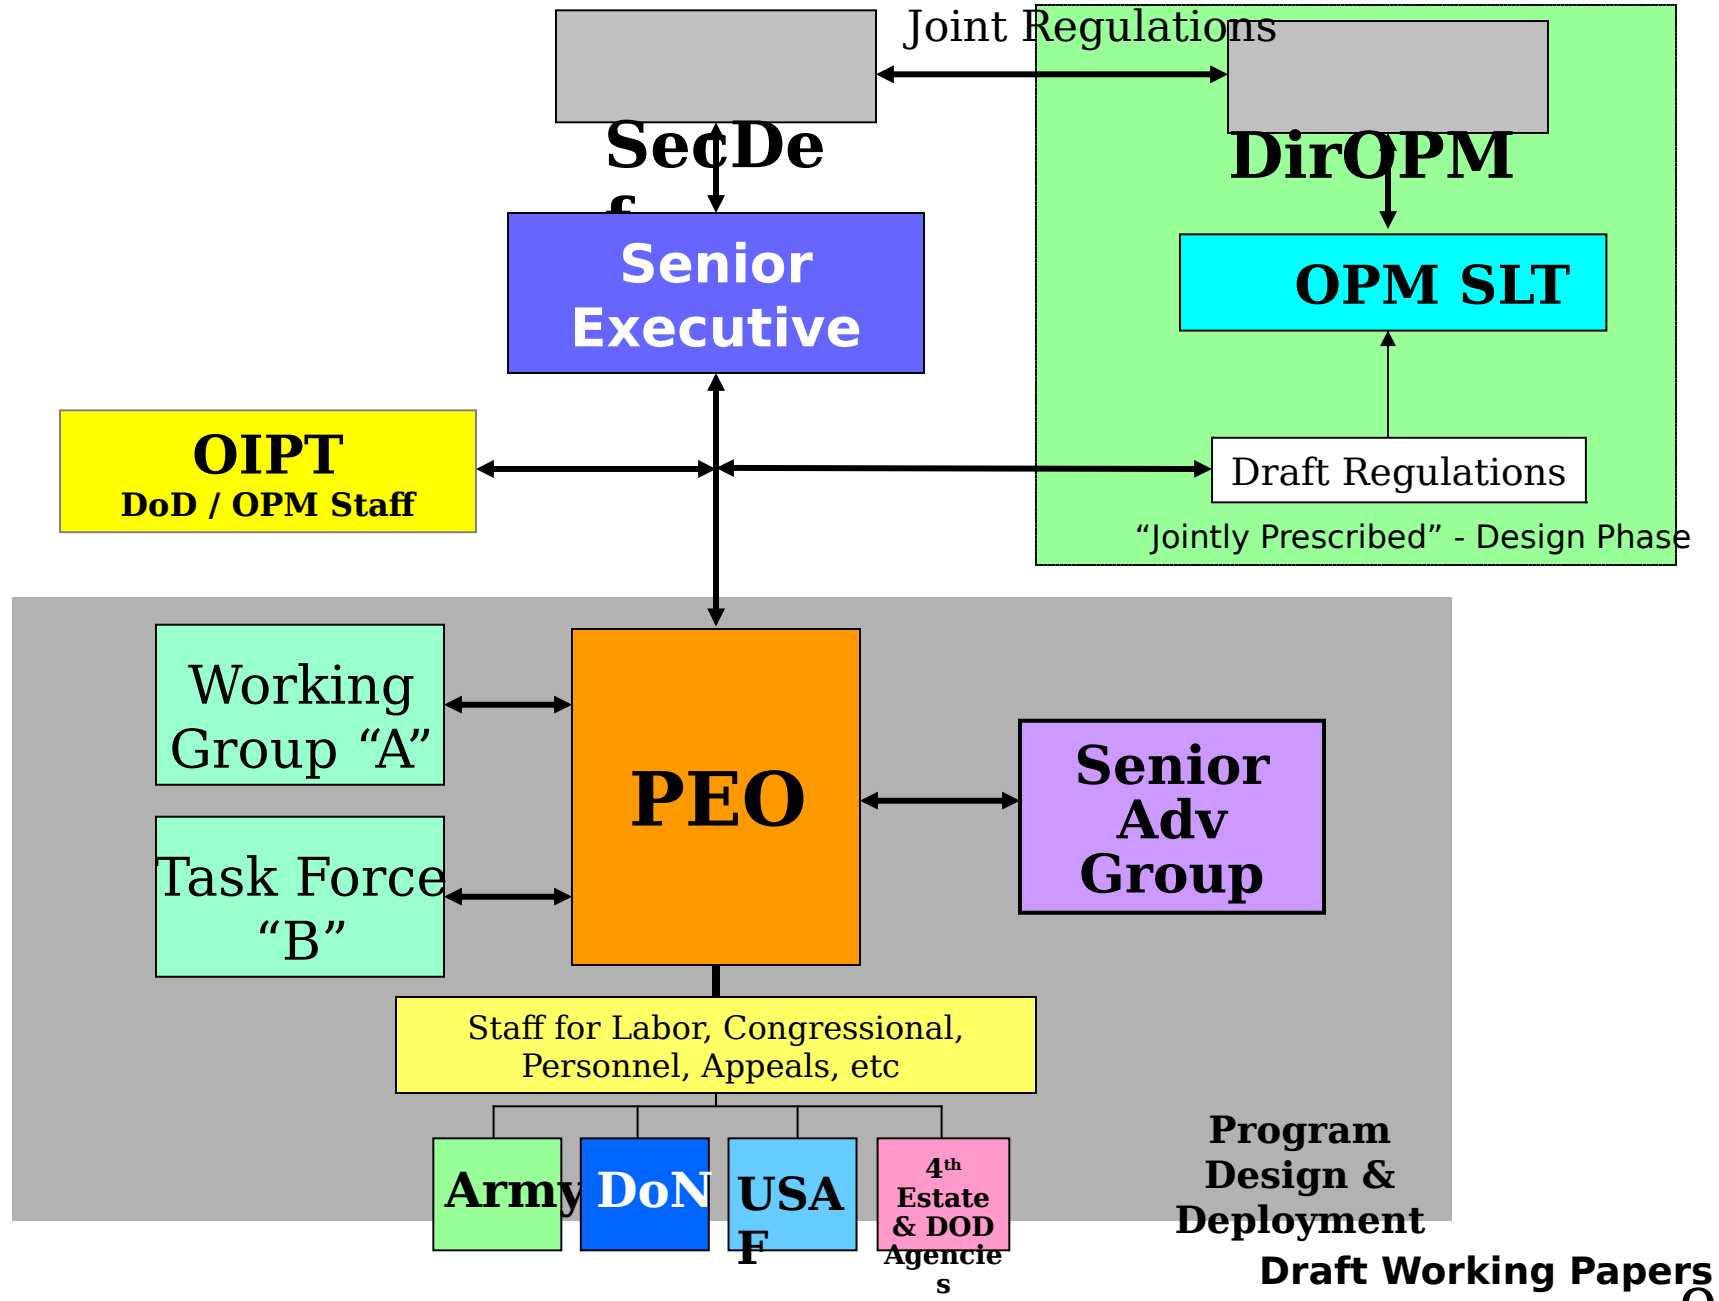 Joint Regulations
SecDe
f
DirOPM
Senior
Executive
OPM SLT
OIPT
DoD / OPM Staff
Draft Regulations
“Jointly Prescribed” - Design Phase
Working
Group “A”
PEO
Senior
Adv
Group
Task Force
“B”
Staff for Labor, Congressional,
Personnel, Appeals, etc
Army
DoN
USA
F
4th
Estate
& DOD
Agencie
s
Program
Design &
Deployment
Draft Working Papers